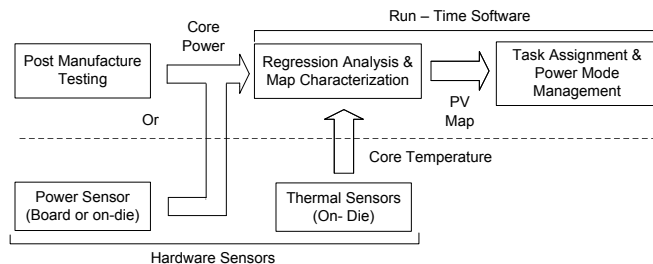 Run – Time Software
Core
Power
Post Manufacture
Testing
Regression Analysis &
Map Characterization
Task Assignment &
Power Mode
Management
PV
Map
Or
Core Temperature
Power Sensor
(Board or on-die)
Thermal Sensors
(On- Die)
Hardware Sensors